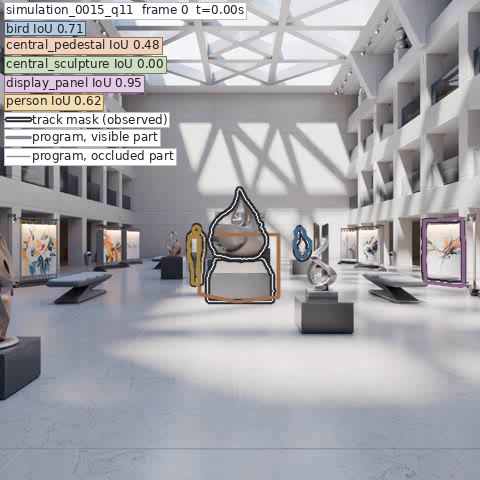 simulation_0015_q11  frame 0  t=0.00s
bird IoU 0.71
central_pedestal IoU 0.48
central_sculpture IoU 0.00
display_panel IoU 0.95
person IoU 0.62
track mask (observed)
program, visible part
program, occluded part